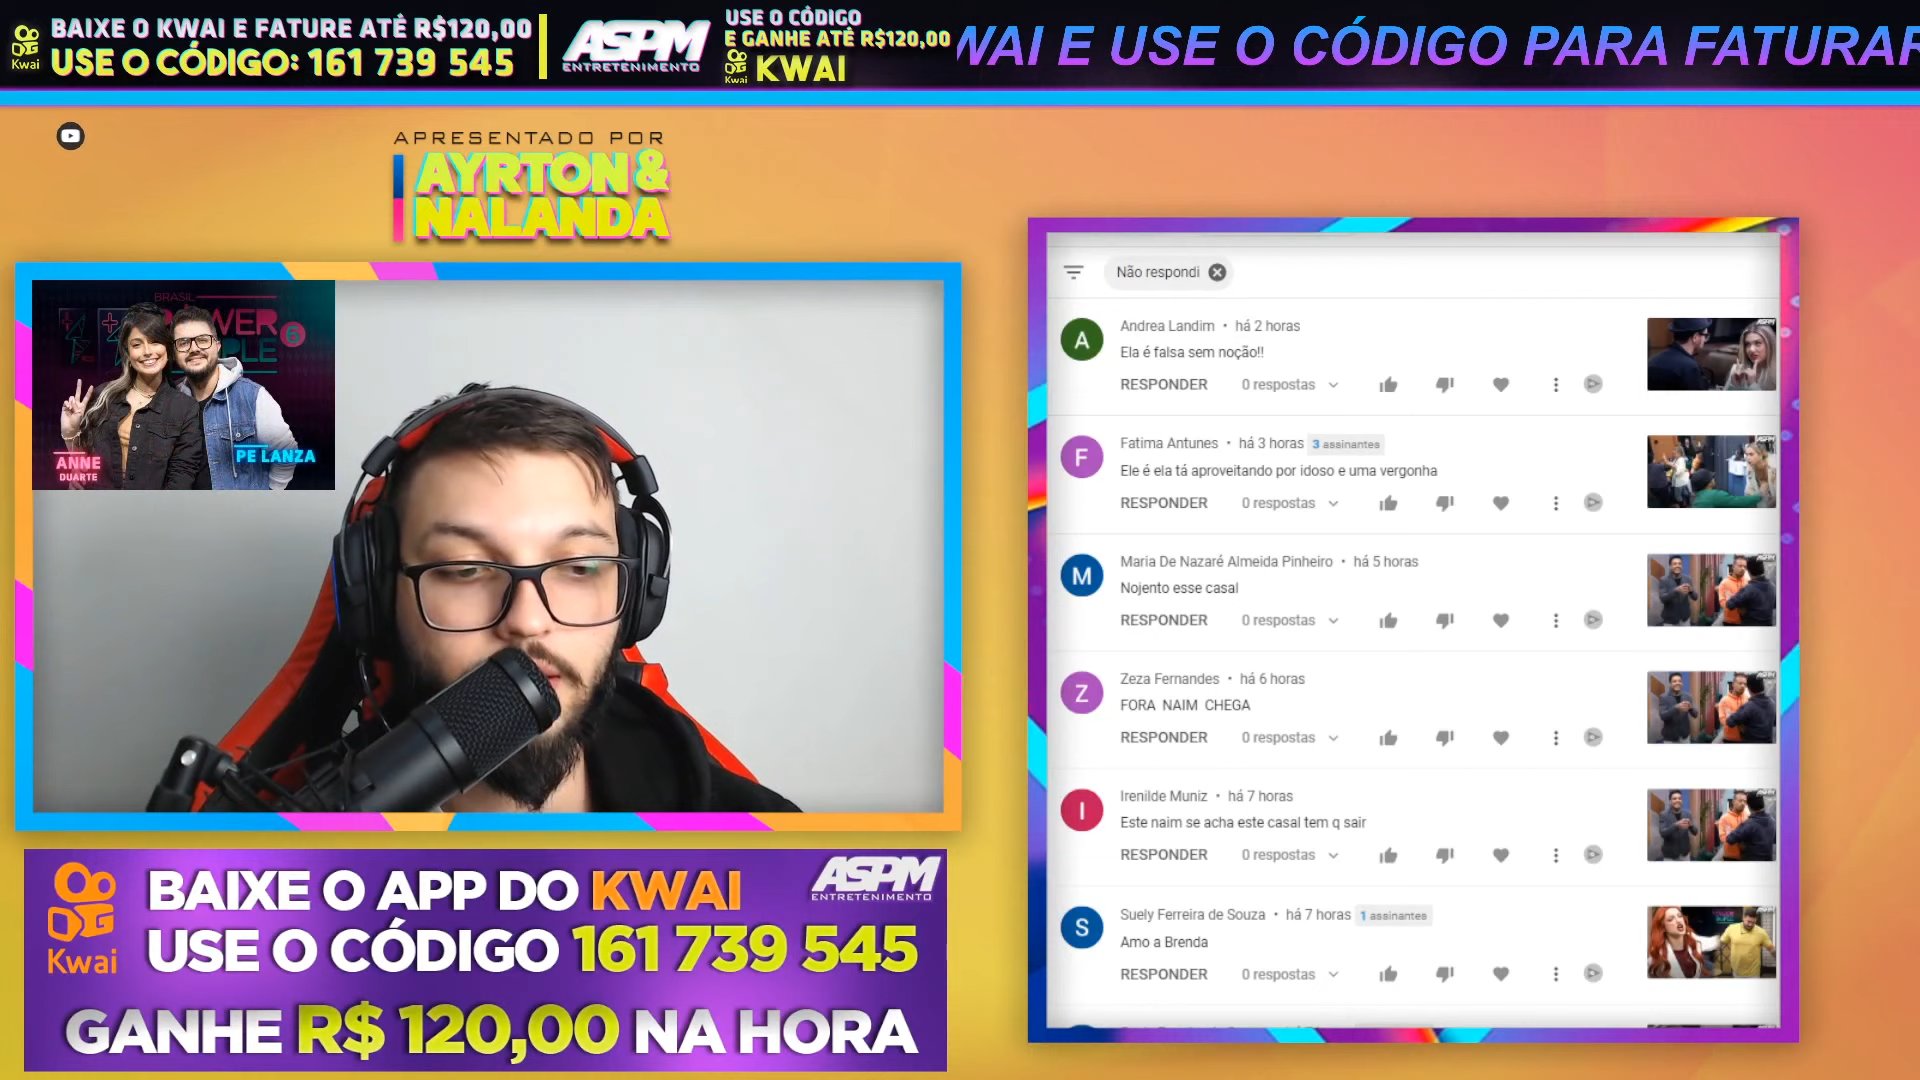 BAIXE O KWAI E FATURE ATÉ R$120,00
USE O CÓDIGO: 161 739 545
Kwai
ASPM
ENTRETENIMENTO
USE O CÓDIGO
E GANHE ATÉ R$120,00
Kwai
KWAI
WAI E USE O CÓDIGO PARA FATURAR
APRESENTADO POR
AYRTON &
NALANDA
BRASIL
POWER
6
ANNE
DUARTE
PE LANZA
BAIXE O APP DO KWAI
ASPM
ENTRETENIMENTO
USE O CÓDIGO 161 739 545
Kwai
GANHE R$ 120,00 NA HORA
Não respondi
A
Andrea Landim • há 2 horas
Ela é falsa sem noção!!
RESPONDER 0 respostas
F
Fatima Antunes • há 3 horas 3 assinantes
Ele é ela tá aproveitando por idoso e uma vergonha
RESPONDER 0 respostas
M
Maria De Nazaré Almeida Pinheiro • há 5 horas
Nojento esse casal
RESPONDER 0 respostas
Z
Zeza Fernandes • há 6 horas
FORA NAIM CHEGA
RESPONDER 0 respostas
I
Irenilde Muniz • há 7 horas
Este naim se acha este casal tem q sair
RESPONDER 0 respostas
S
Suely Ferreira de Souza • há 7 horas 1 assinantes
Amo a Brenda
RESPONDER 0 respostas